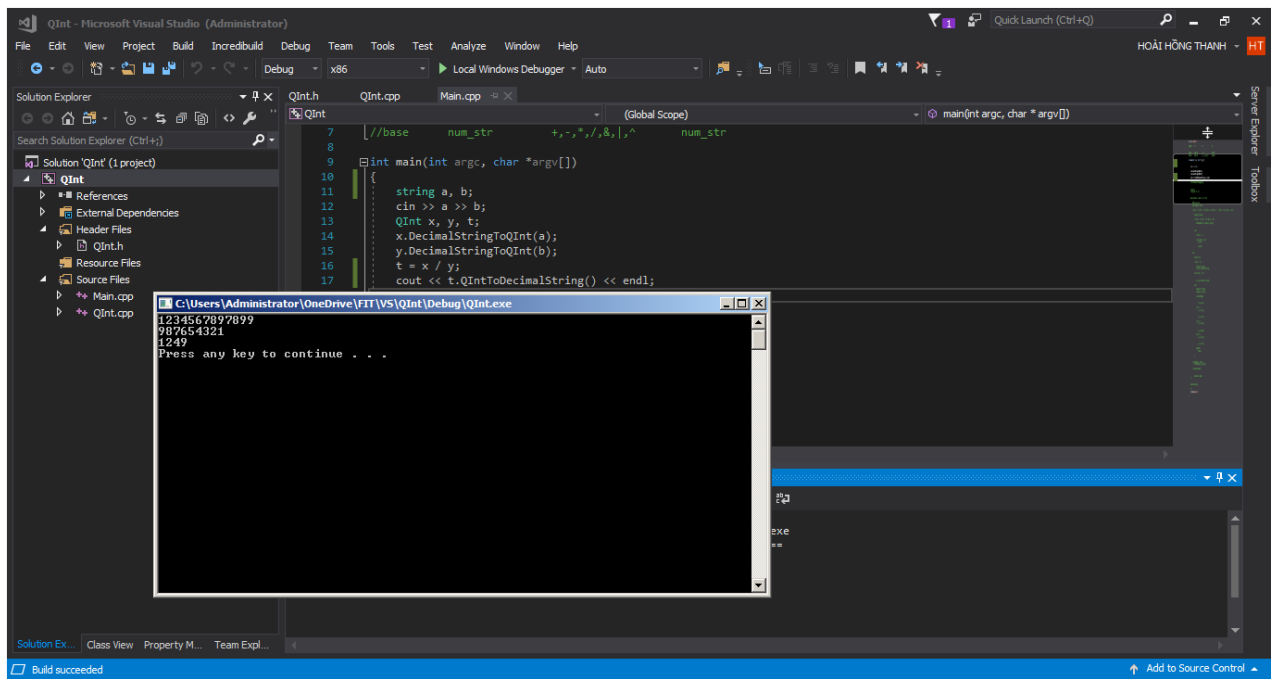 QInt - Microsoft Visual Studio (Administrator)
1
Quick Launch (Ctrl+Q)
File Edit View Project Build Incredibuild Debug Team Tools Test Analyze Window Help
HOÀI HỒNG THANH
HT
Debug x86 Local Windows Debugger Auto
Solution Explorer
Search Solution Explorer (Ctrl+;)
Solution 'QInt' (1 project)
QInt
References
External Dependencies
Header Files
QInt.h
Resource Files
Source Files
Main.cpp
QInt.cpp
QInt.h QInt.cpp Main.cpp
QInt (Global Scope) main(int argc, char * argv[])
7 //base num_str +,-,*,/,&,|,^ num_str
8
9 int main(int argc, char *argv[])
10 {
11 string a, b;
12 cin >> a >> b;
13 QInt x, y, t;
14 x.DecimalStringToQInt(a);
15 y.DecimalStringToQInt(b);
16 t = x / y;
17 cout << t.QIntToDecimalString() << endl;
Server Explorer
Toolbox
C:\Users\Administrator\OneDrive\FIT\VS\QInt\Debug\QInt.exe
1234567897899
987654321
1249
Press any key to continue . . .
exe
==
Solution Ex... Class View Property M... Team Expl...
Build succeeded
Add to Source Control